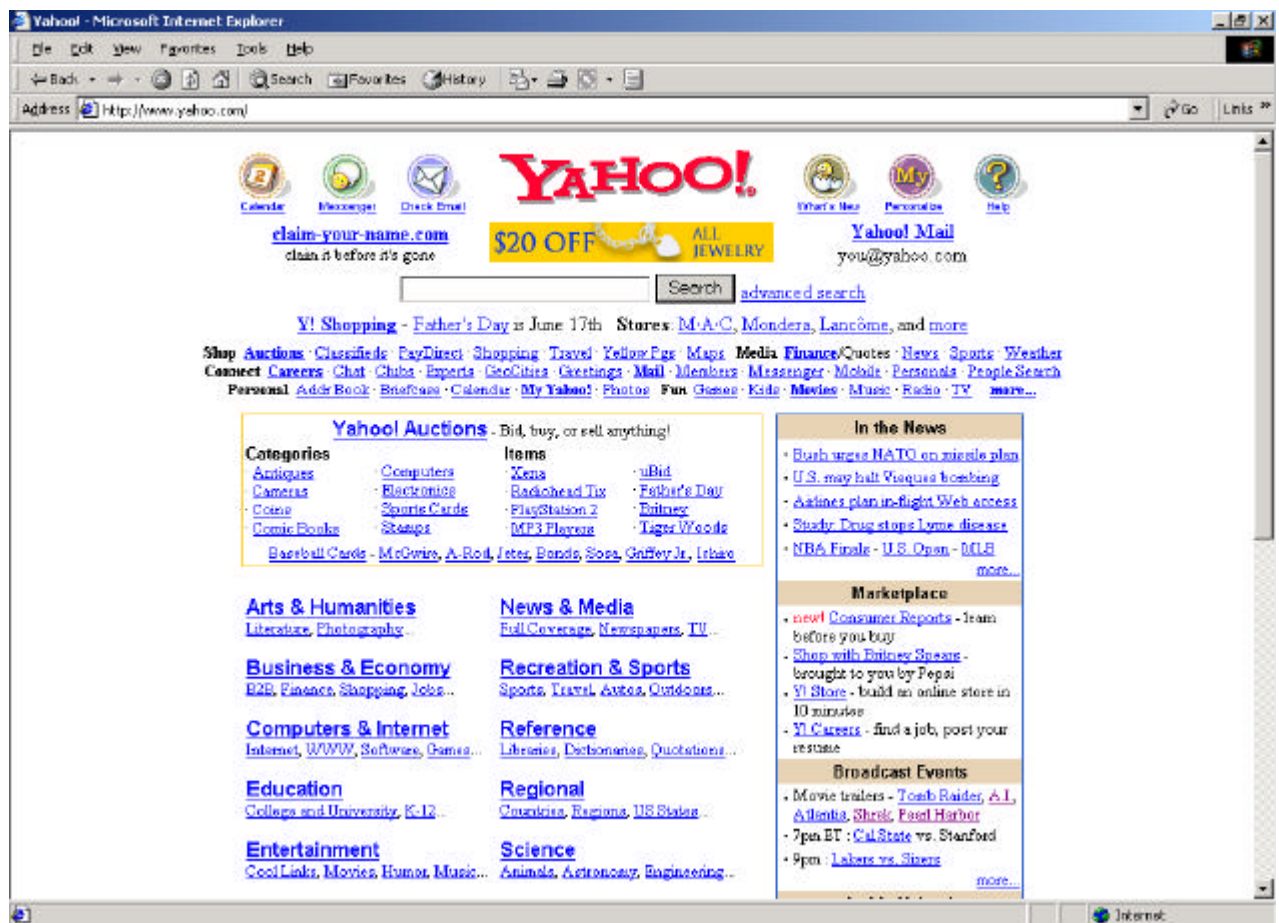 Yahoo! - Microsoft Internet Explorer
File Edit View Favorites Tools Help
Back Search Favorites History
Address http://www.yahoo.com/ Go Links »
YAHOO!
Calendar Messenger Check Email What's New Personalize Help
claim-your-name.com
claim it before it's gone
$20 OFF ALL JEWELRY
Yahoo! Mail
you@yahoo.com
Search advanced search
Y! Shopping - Father's Day is June 17th Stores: M·A·C, Mondera, Lancôme, and more
Shop Auctions · Classifieds · PayDirect · Shopping · Travel · Yellow Pgs · Maps Media Finance/Quotes · News · Sports · Weather
Connect Careers · Chat · Clubs · Experts · GeoCities · Greetings · Mail · Members · Messenger · Mobile · Personals · People Search
Personal Addr Book · Briefcase · Calendar · My Yahoo! · Photos Fun Games · Kids · Movies · Music · Radio · TV more...
Yahoo! Auctions - Bid, buy, or sell anything!
Categories Items
· Antiques · Computers · Xena · uBid
· Cameras · Electronics · Radiohead Tix · Father's Day
· Coins · Sports Cards · PlayStation 2 · Britney
· Comic Books · Stamps · MP3 Players · Tiger Woods
Baseball Cards - McGwire, A-Rod, Jeter, Bonds, Sosa, Griffey Jr., Ichiro
Arts & Humanities
Literature, Photography...
News & Media
Full Coverage, Newspapers, TV...
Business & Economy
B2B, Finance, Shopping, Jobs...
Recreation & Sports
Sports, Travel, Autos, Outdoors...
Computers & Internet
Internet, WWW, Software, Games...
Reference
Libraries, Dictionaries, Quotations...
Education
College and University, K-12...
Regional
Countries, Regions, US States...
Entertainment
Cool Links, Movies, Humor, Music...
Science
Animals, Astronomy, Engineering...
In the News
· Bush urges NATO on missile plan
· U.S. may halt Vieques bombing
· Airlines plan in-flight Web access
· Study: Drug stops Lyme disease
· NBA Finals - U.S. Open - MLB
more...
Marketplace
· new! Consumer Reports - learn
before you buy
· Shop with Britney Spears -
brought to you by Pepsi
· Y! Store - build an online store in
10 minutes
· Y! Careers - find a job, post your
resume
Broadcast Events
· Movie trailers - Tomb Raider, A.I.,
Atlantis, Shrek, Pearl Harbor
· 7pm ET : Cal State vs. Stanford
· 9pm : Lakers vs. Sixers
more...
Internet